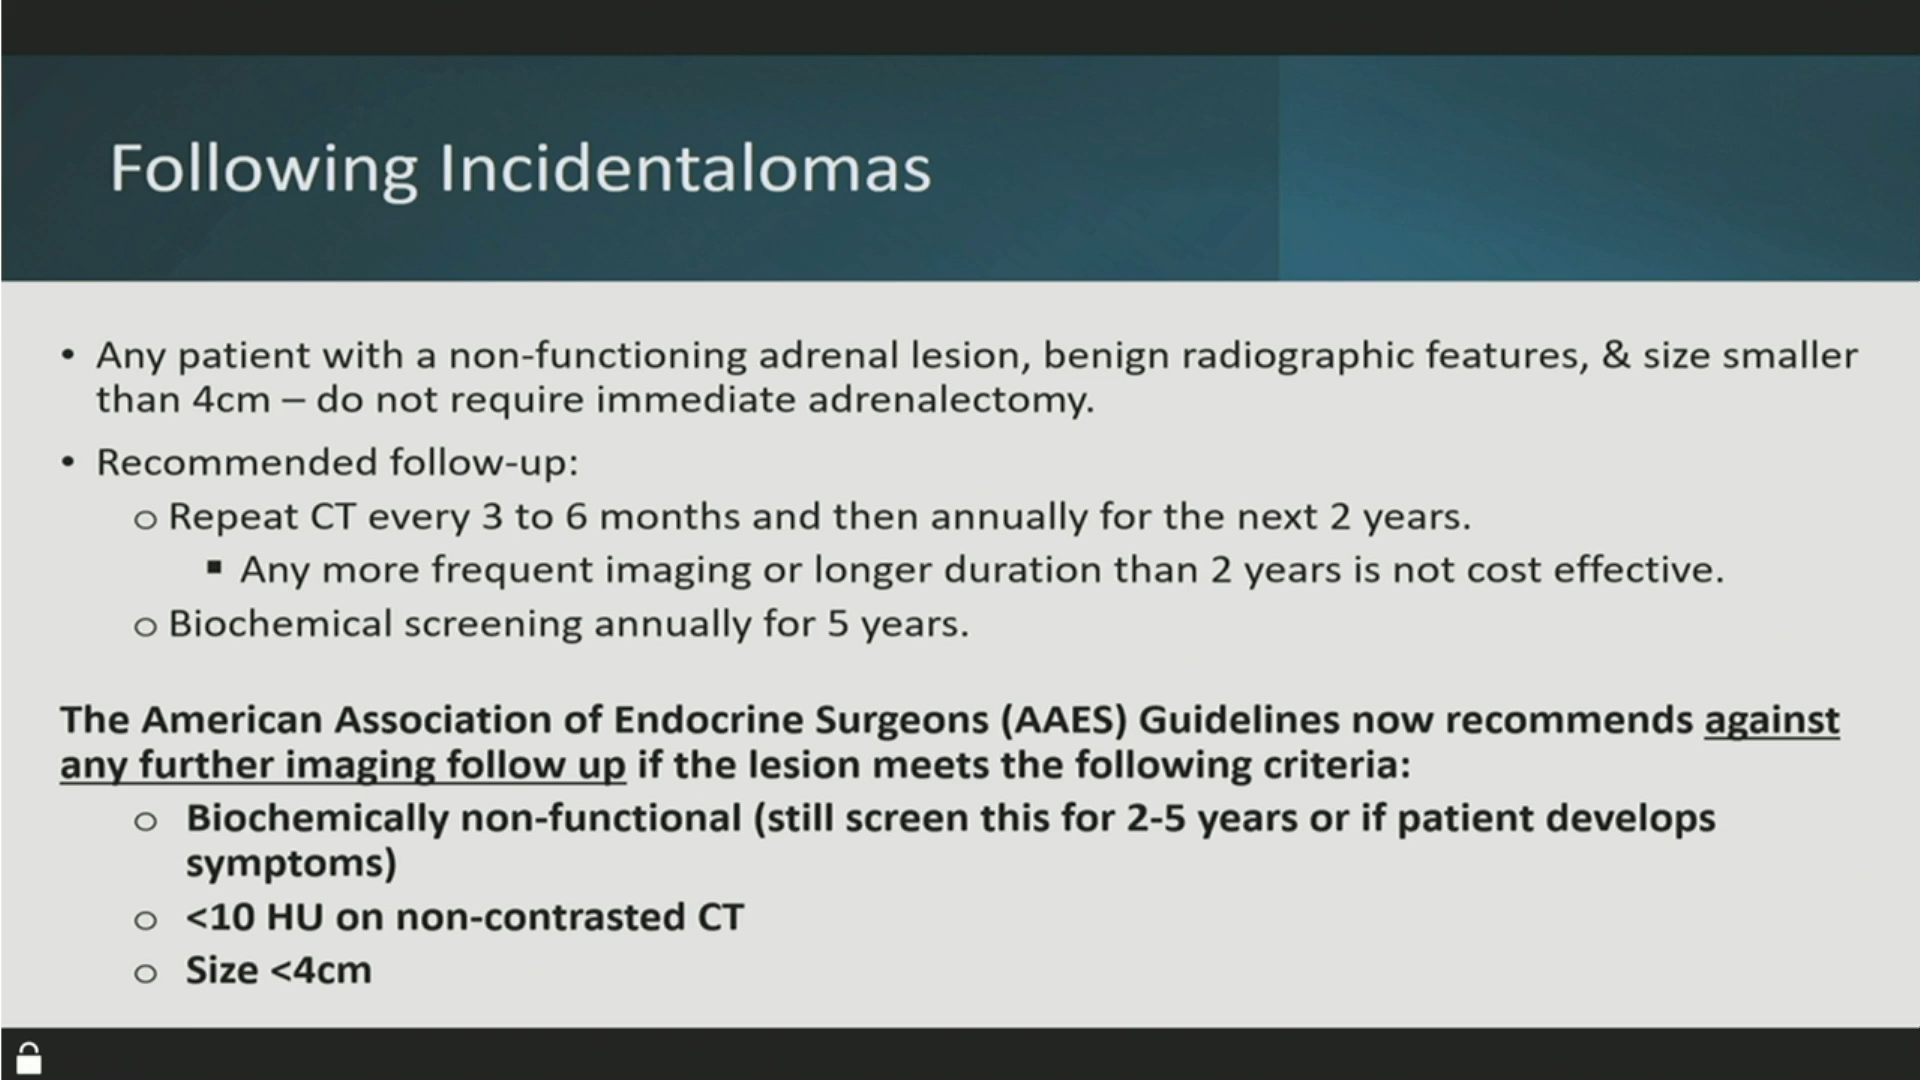 Following Incidentalomas
• Any patient with a non-functioning adrenal lesion, benign radiographic features, & size smaller
than 4cm – do not require immediate adrenalectomy.
• Recommended follow-up:
o Repeat CT every 3 to 6 months and then annually for the next 2 years.
▪ Any more frequent imaging or longer duration than 2 years is not cost effective.
o Biochemical screening annually for 5 years.
The American Association of Endocrine Surgeons (AAES) Guidelines now recommends against
any further imaging follow up if the lesion meets the following criteria:
o Biochemically non-functional (still screen this for 2-5 years or if patient develops
symptoms)
o <10 HU on non-contrasted CT
o Size <4cm